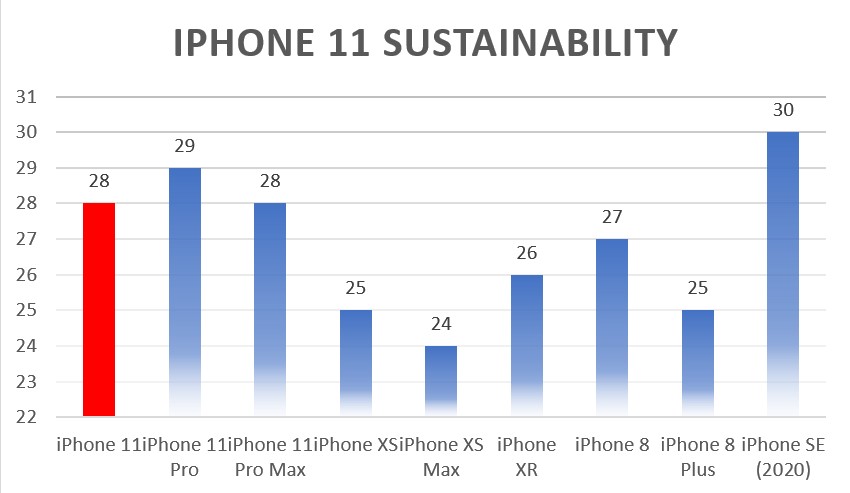 IPHONE 11 SUSTAINABILITY
31
30
29
28
27
26
25
24
23
22
28
29
28
25
24
26
27
25
30
iPhone 11
iPhone 11
Pro
iPhone 11
Pro Max
iPhone XS
iPhone XS
Max
iPhone
XR
iPhone 8
iPhone 8
Plus
iPhone SE
(2020)